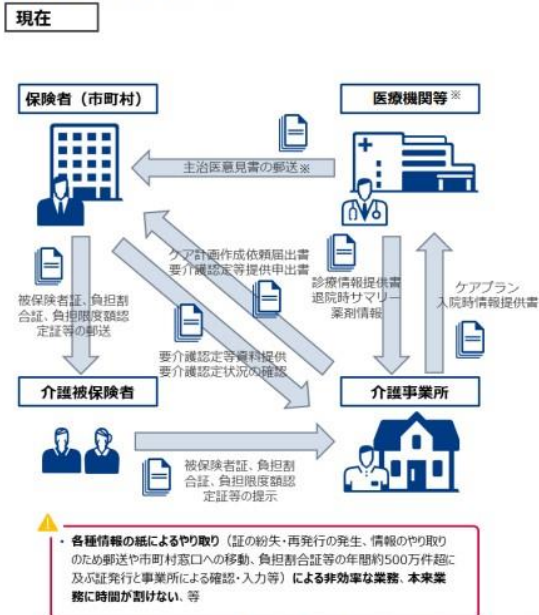 現在
保険者（市町村）
医療機関等※
主治医意見書の郵送※
ケア計画作成依頼届出書
要介護認定等提供申出書
被保険者証、負担割
合証、負担限度額認
定証等の郵送
診療情報提供書
退院時サマリー
薬剤情報
ケアプラン
入院時情報提供書
要介護認定等資料提供
要介護認定状況の確認
介護被保険者
介護事業所
被保険者証、負担割
合証、負担限度額認
定証等の提示
・ 各種情報の紙によるやり取り（証の紛失・再発行の発生、情報のやり取り
のため郵送や市町村窓口への移動、負担割合証等の年間約500万件超に
及ぶ証発行と事業所による確認・入力等）による非効率な業務、本来業
務に時間が割けない、等